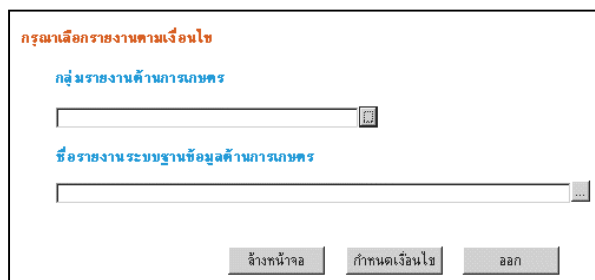 กรุณาเลือกรายงานตามเงื่อนไข
กลุ่มรายงานด้านการเกษตร
ชื่อรายงานระบบฐานข้อมูลด้านการเกษตร
...
ล้างหน้าจอ กำหนดเงื่อนไข ออก